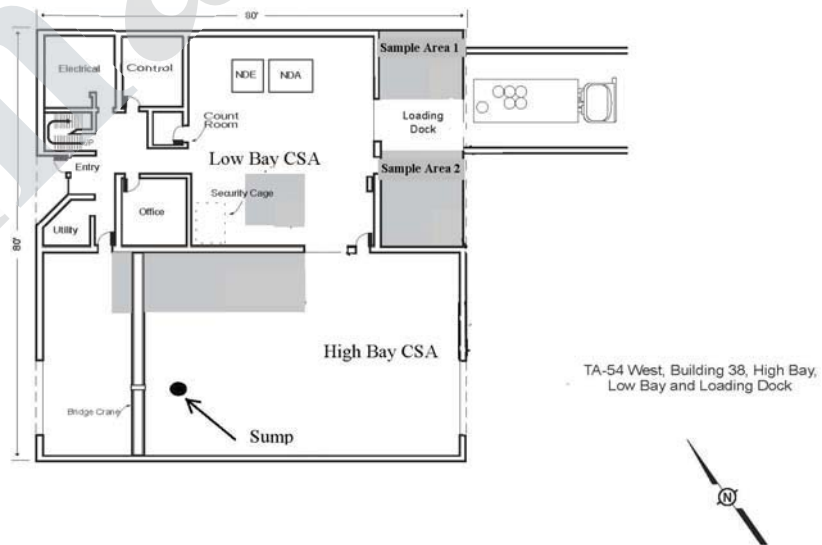 80'
Sample Area 1
Electrical
Control
NDE
NDA
Count
Room
Loading
Dock
UP
Entry
Low Bay CSA
Sample Area 2
Security Cage
Office
Utility
80'
High Bay CSA
TA-54 West, Building 38, High Bay,
Low Bay and Loading Dock
Bridge Crane
Sump
N